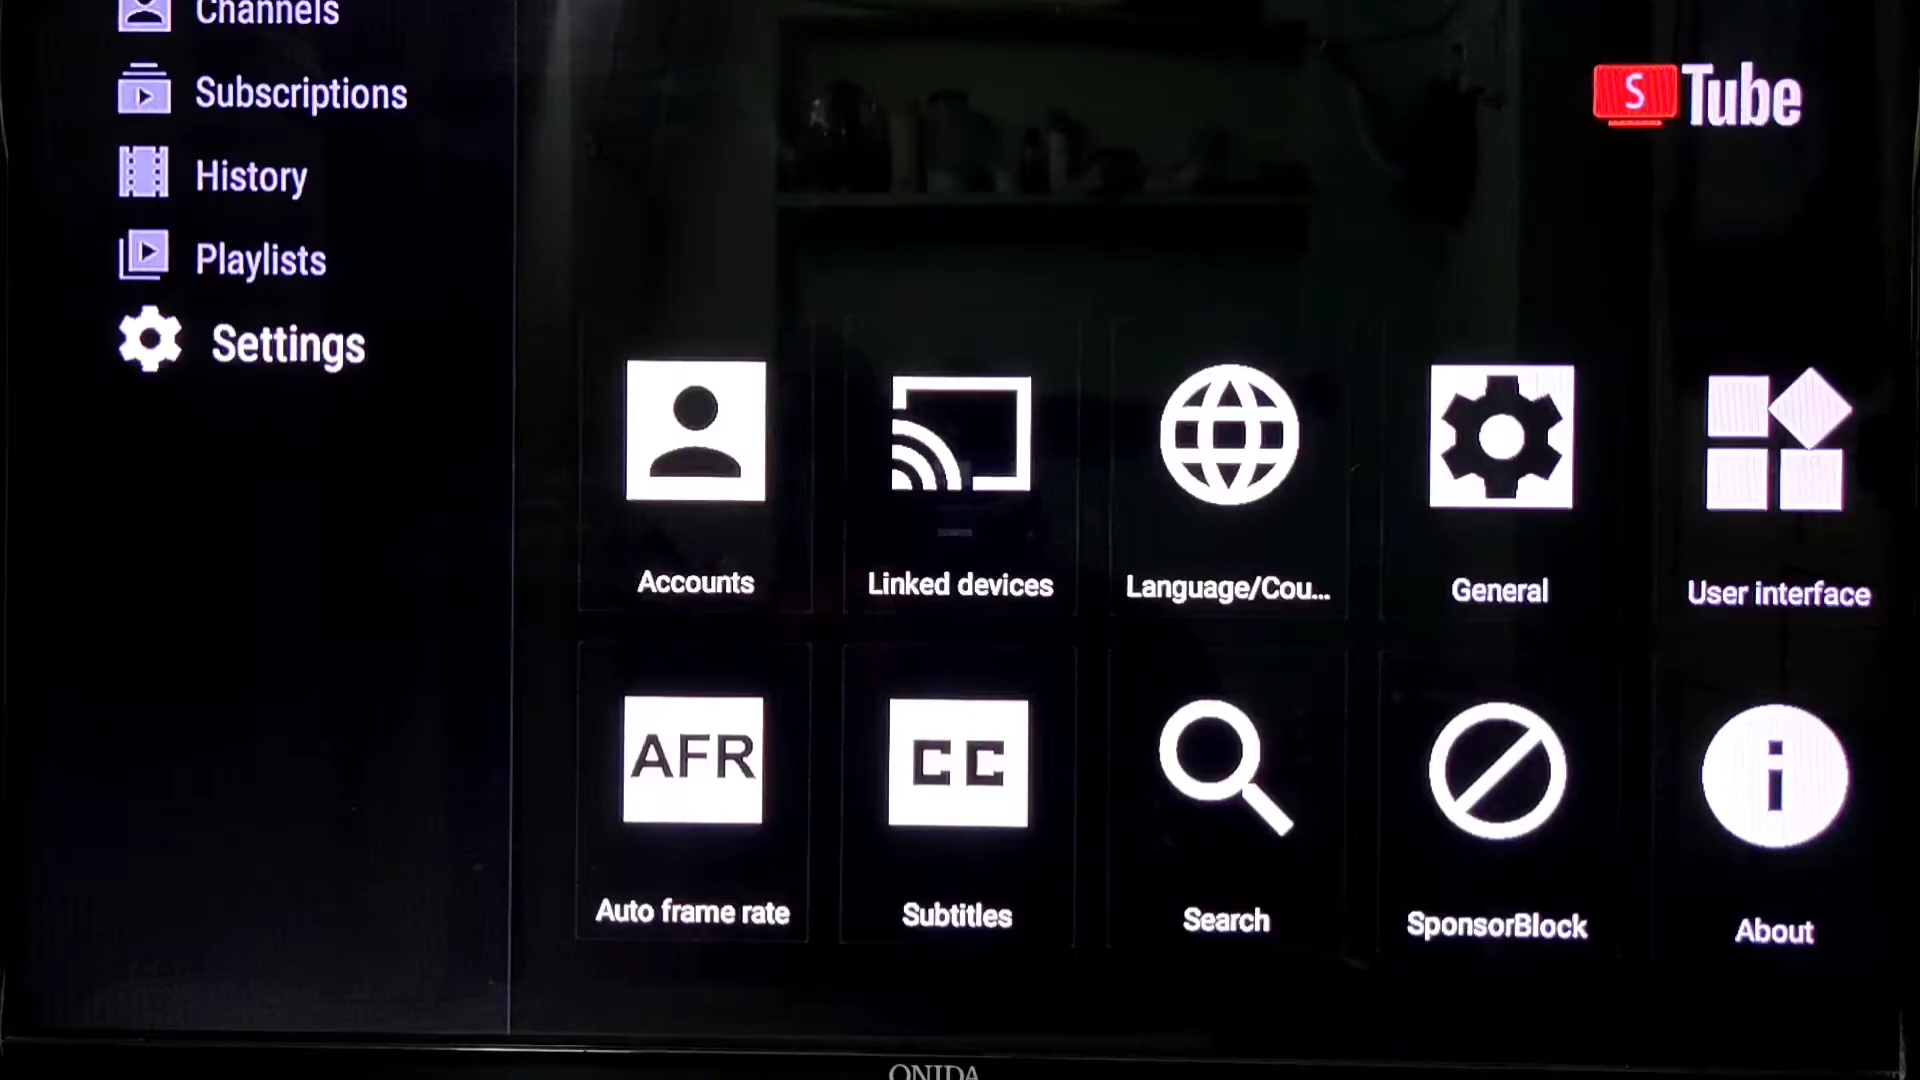 Channels
Subscriptions
History
Playlists
Settings
S Tube
Accounts
Linked devices
Language/Cou...
General
User interface
AFR
CC
Auto frame rate
Subtitles
Search
SponsorBlock
About
ONIDA